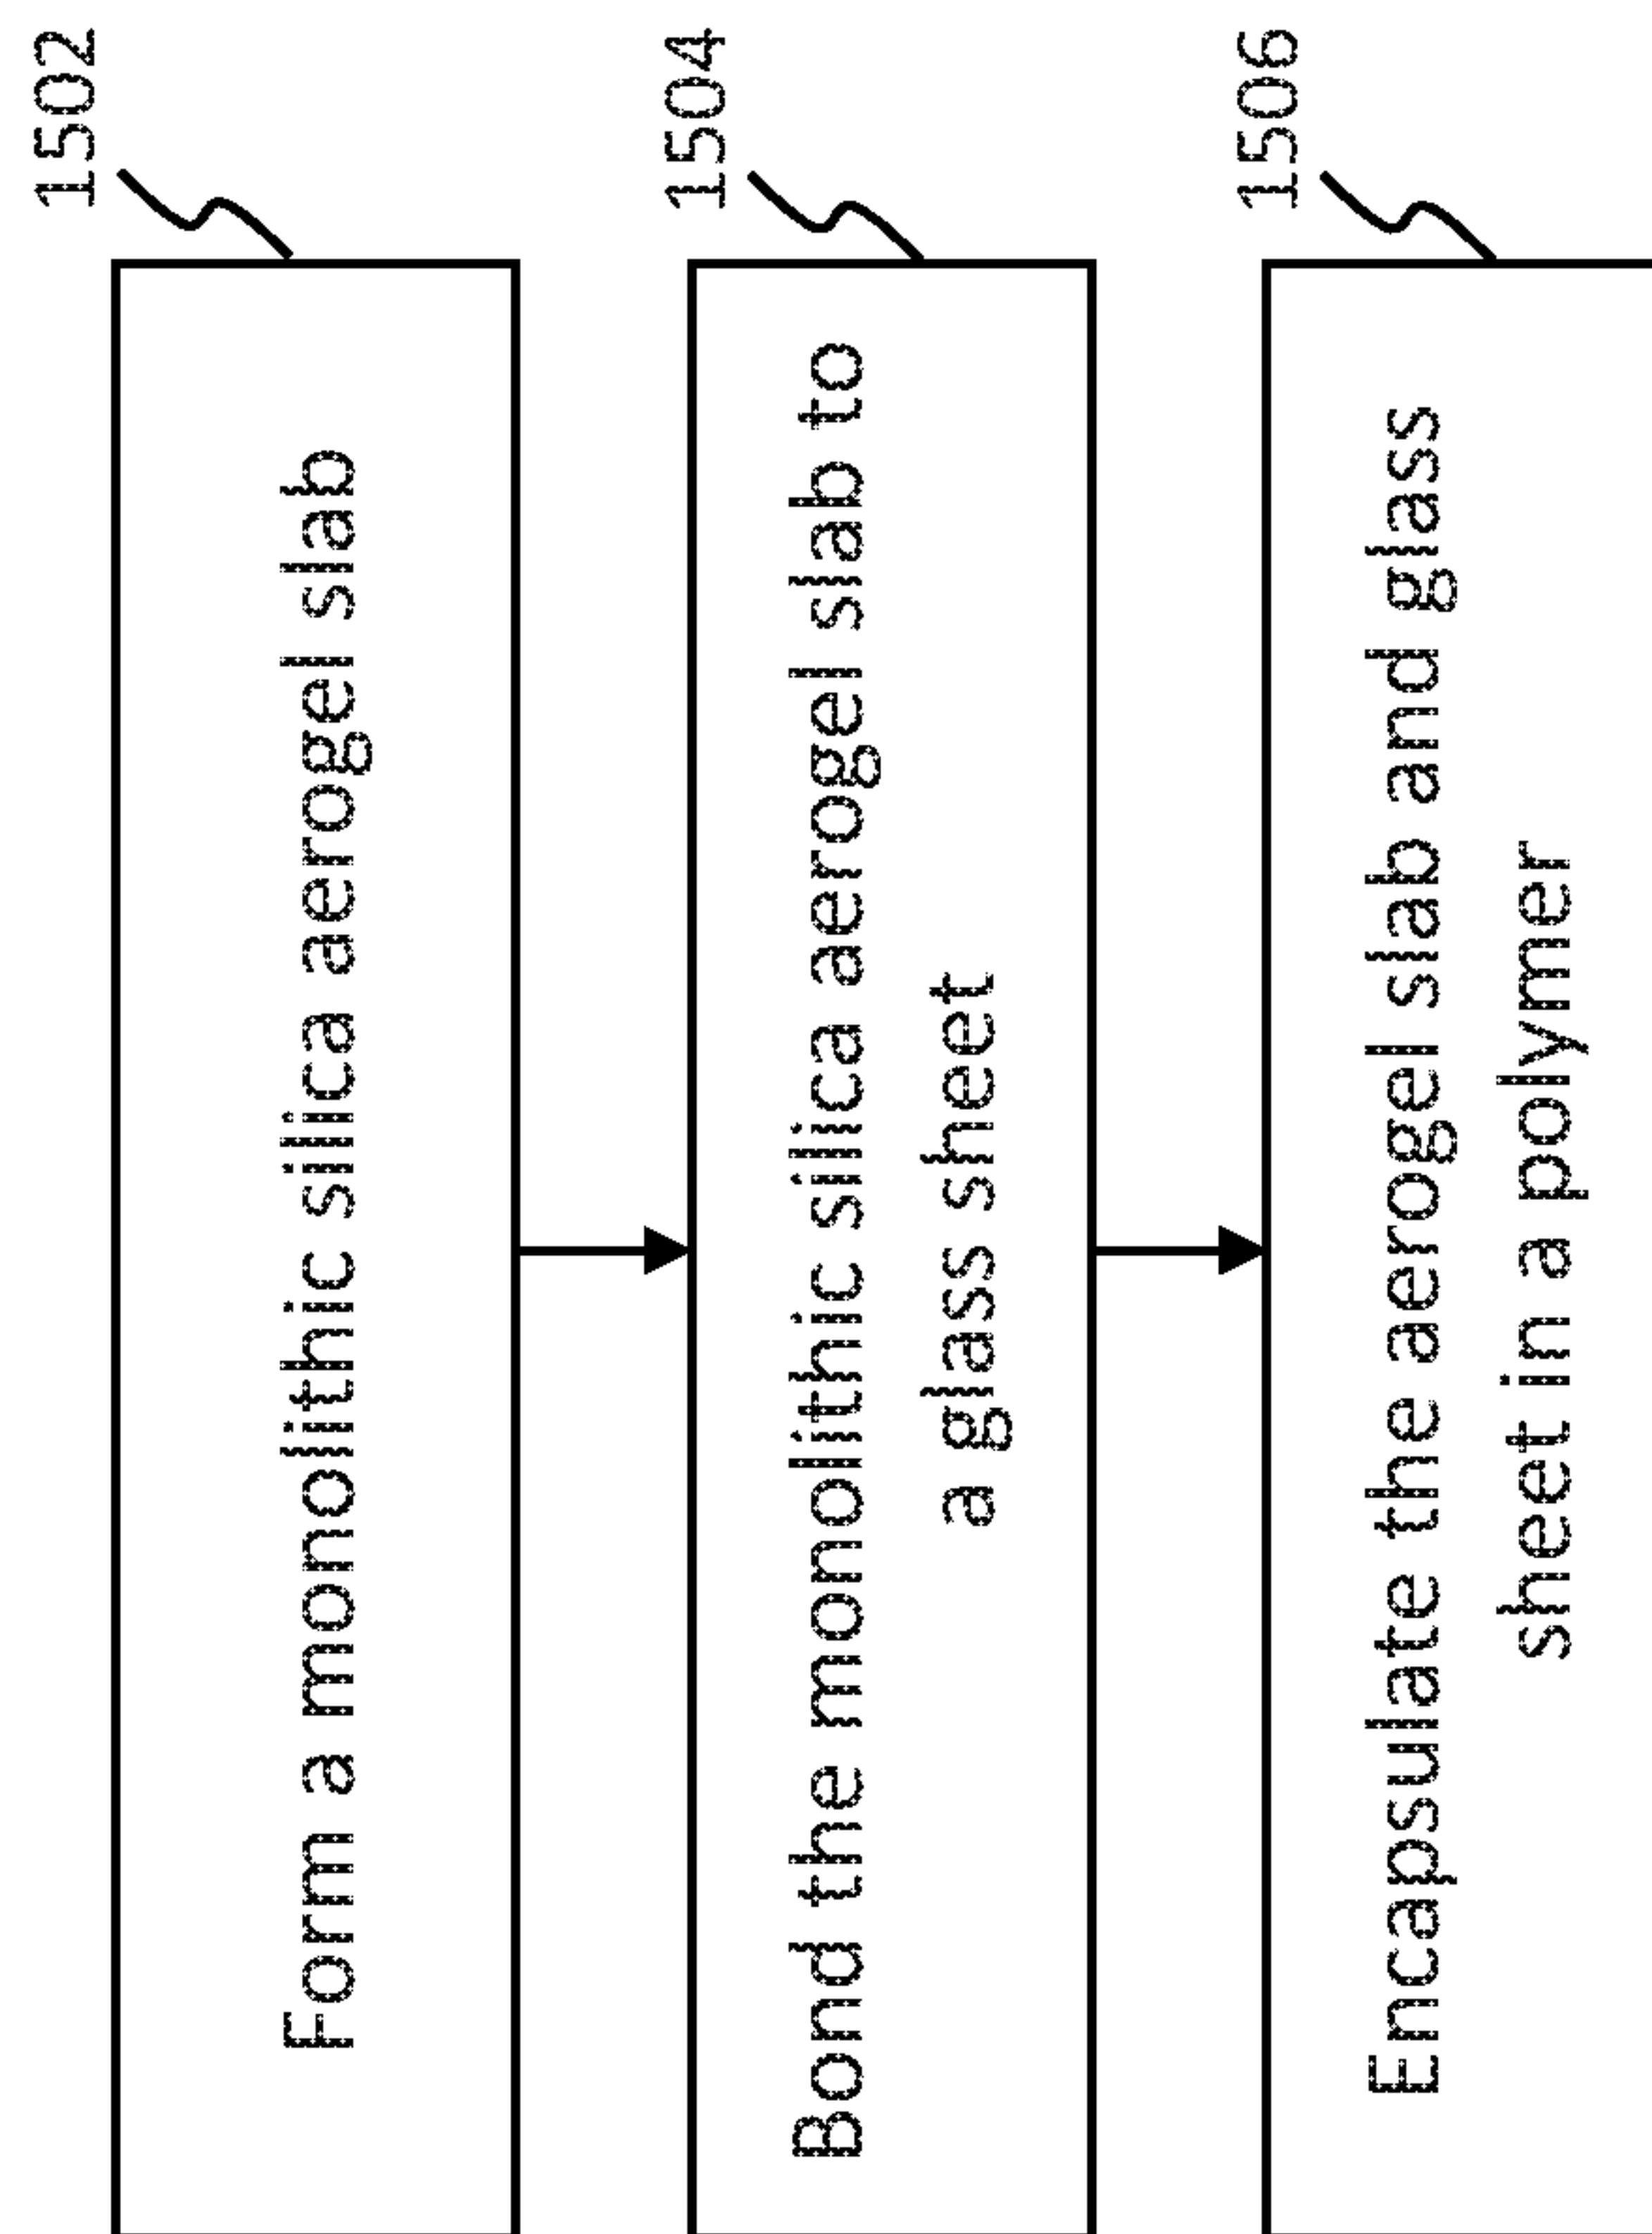 1502
Form a monolithic silica aerogel slab
1504
Bond the monolithic silica aerogel slab to
a glass sheet
1506
Encapsulate the aerogel slab and glass
sheet in a polymer